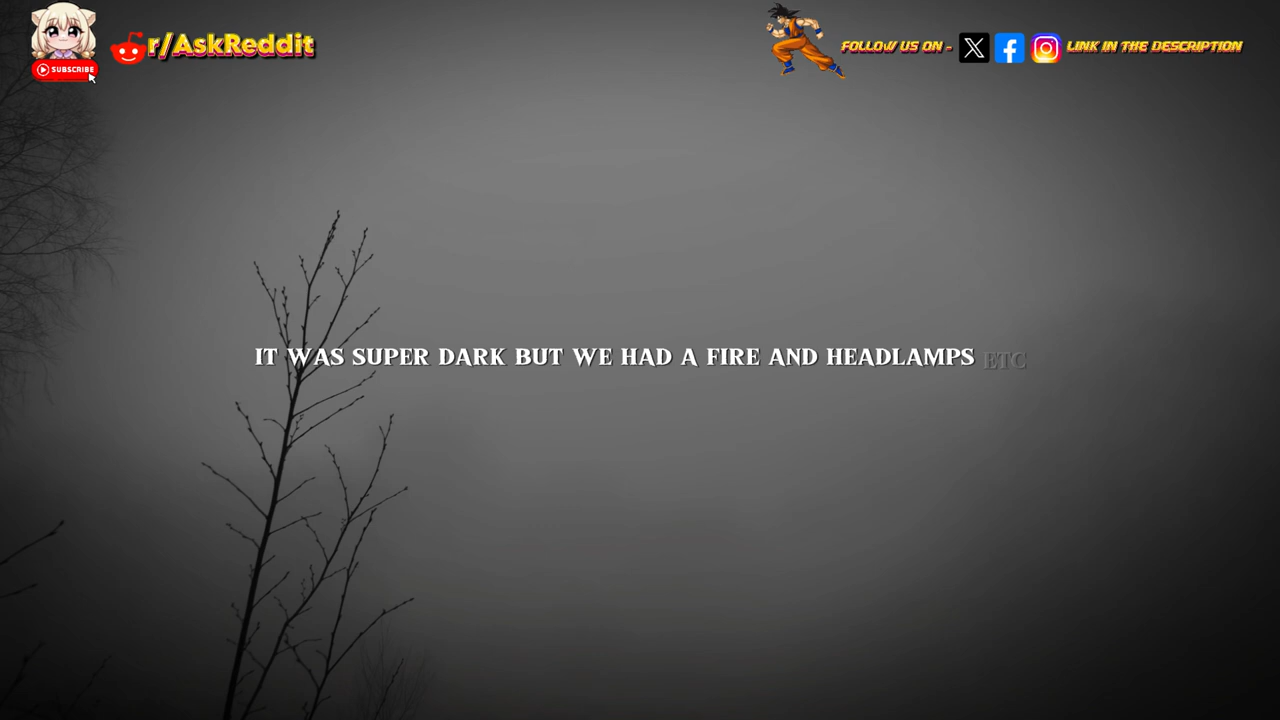 r/AskReddit
SUBSCRIBE
FOLLOW US ON -
LINK IN THE DESCRIPTION
IT WAS SUPER DARK BUT WE HAD A FIRE AND HEADLAMPS ETC